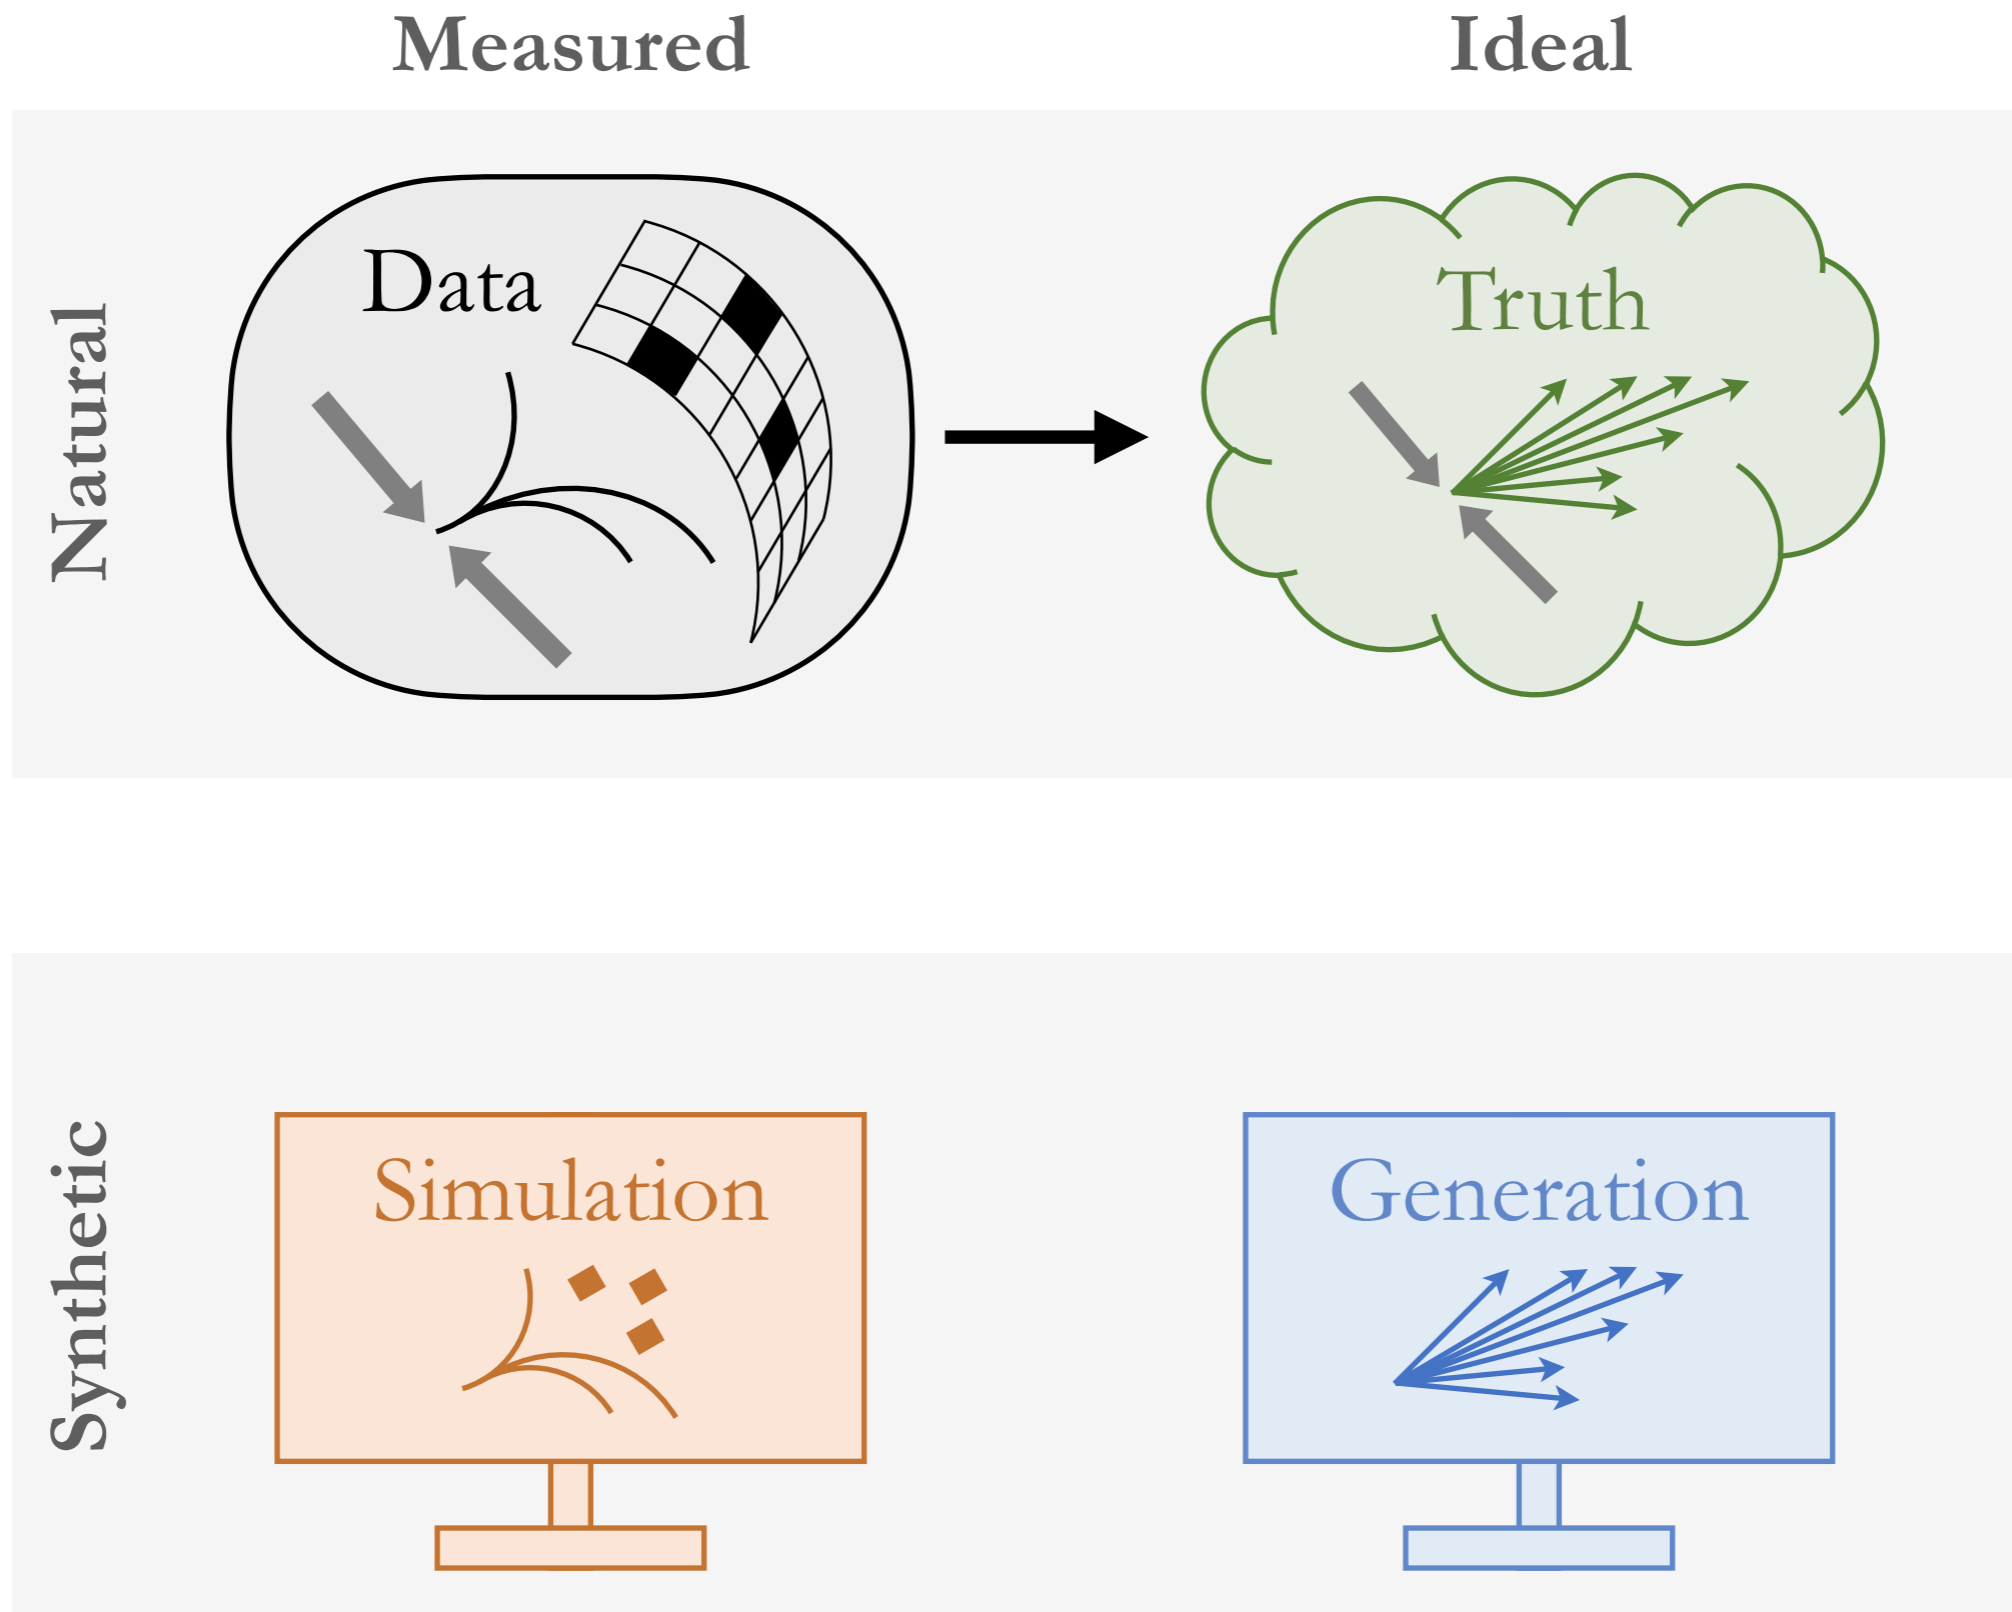 Measured
Ideal
Natural
Data
Truth
Synthetic
Simulation
Generation